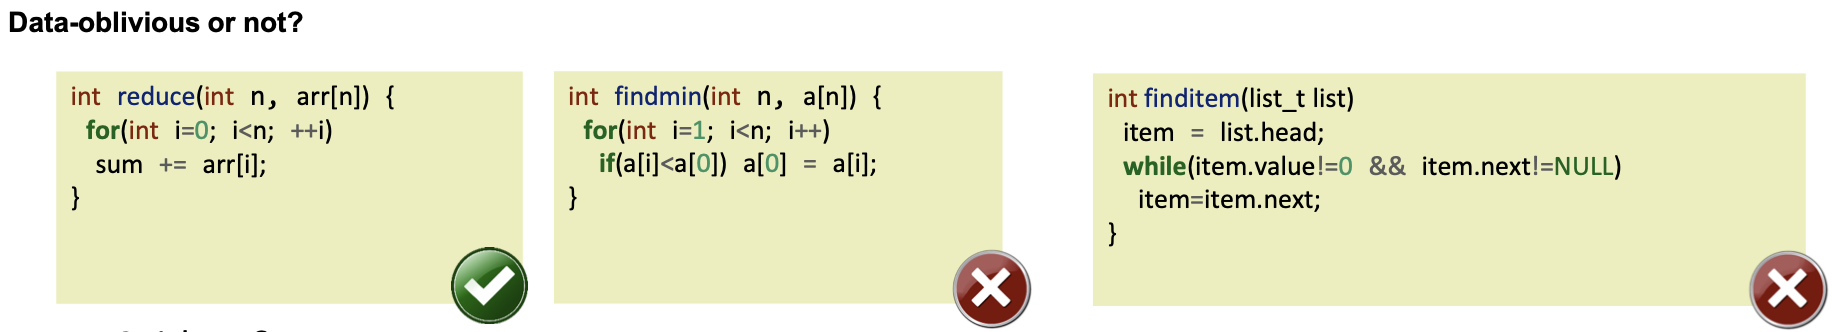 Data-oblivious or not?
int reduce(int n, arr[n]) {
for(int i=0; i<n; ++i)
sum += arr[i];
}
int findmin(int n, a[n]) {
for(int i=1; i<n; i++)
if(a[i]<a[0]) a[0] = a[i];
}
int finditem(list_t list)
item = list.head;
while(item.value!=0 && item.next!=NULL)
item=item.next;
}